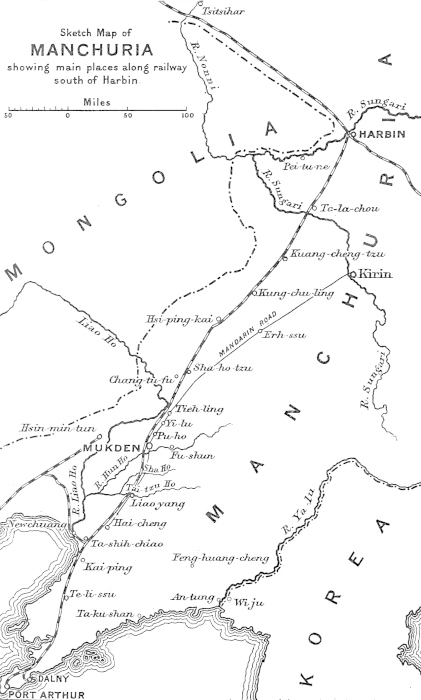 Tsitsihar
Sketch Map of
MANCHURIA
showing main places along railway
south of Harbin
Miles
50 0 50 100
R. Nonni
R. Sungari
HARBIN
MONGOLIA
MANCHURIA
Pei-tu-ne
R. Sungari
Te-la-chou
Kuang-cheng-tzu
Kirin
Kung-chu-ling
Hsi-ping-kai
MANDARIN ROAD
Erh-ssu
Liao Ho
Sha-ho-tzu
Chang-tu-fu
R. Sungari
Tieh-ling
Yi-lu
Hsin-min-tun
Pu-ho
MUKDEN
Fu-shun
R. Hun Ho
Sha Ho
Tai-tzu Ho
R. Liao Ho
Liaoyang
Newchuang
Hai-cheng
R. Ya-lu
Ta-shih-chiao
Feng-huang-cheng
Kai-ping
KOREA
Te-li-ssu
An-tung
Wiju
Ta-ku-shan
DALNY
PORT ARTHUR